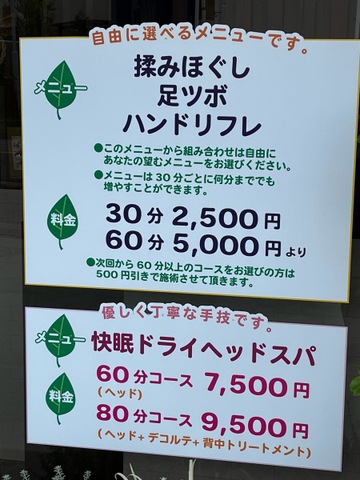 自由に選べるメニューです。
メニュー
揉みほぐし
足ツボ
ハンドリフレ
●このメニューから組み合わせは自由に
あなたの望むメニューをお選びください。
●メニューは30分ごとに何分まででも
増やすことができます。
料金
30分 2,500円
60分 5,000円より
●次回から60分以上のコースをお選びの方は
500円引きで施術させて頂きます。
優しく丁寧な手技です。
メニュー
快眠ドライヘッドスパ
料金
60分コース 7,500円
(ヘッド)
80分コース 9,500円
(ヘッド+デコルテ+背中トリートメント)